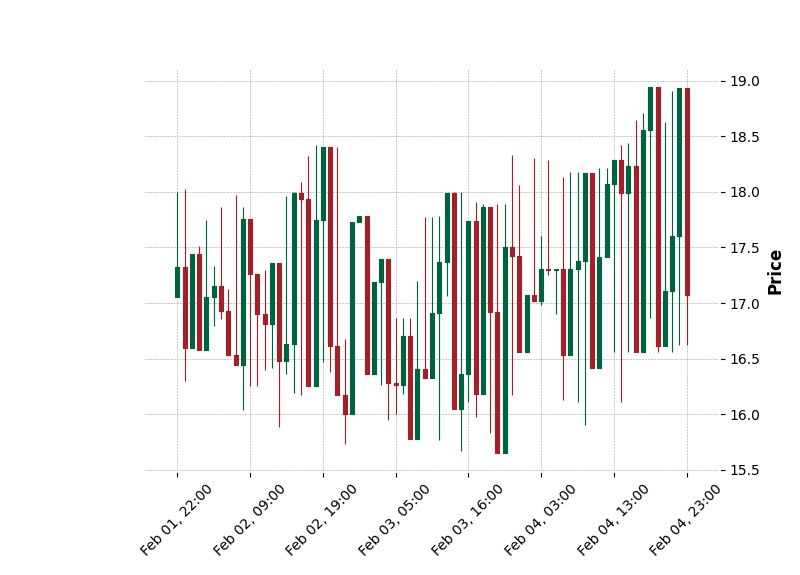 19.0
18.5
18.0
17.5
17.0
16.5
16.0
15.5
Price
Feb 01, 22:00
Feb 02, 09:00
Feb 02, 19:00
Feb 03, 05:00
Feb 03, 16:00
Feb 04, 03:00
Feb 04, 13:00
Feb 04, 23:00